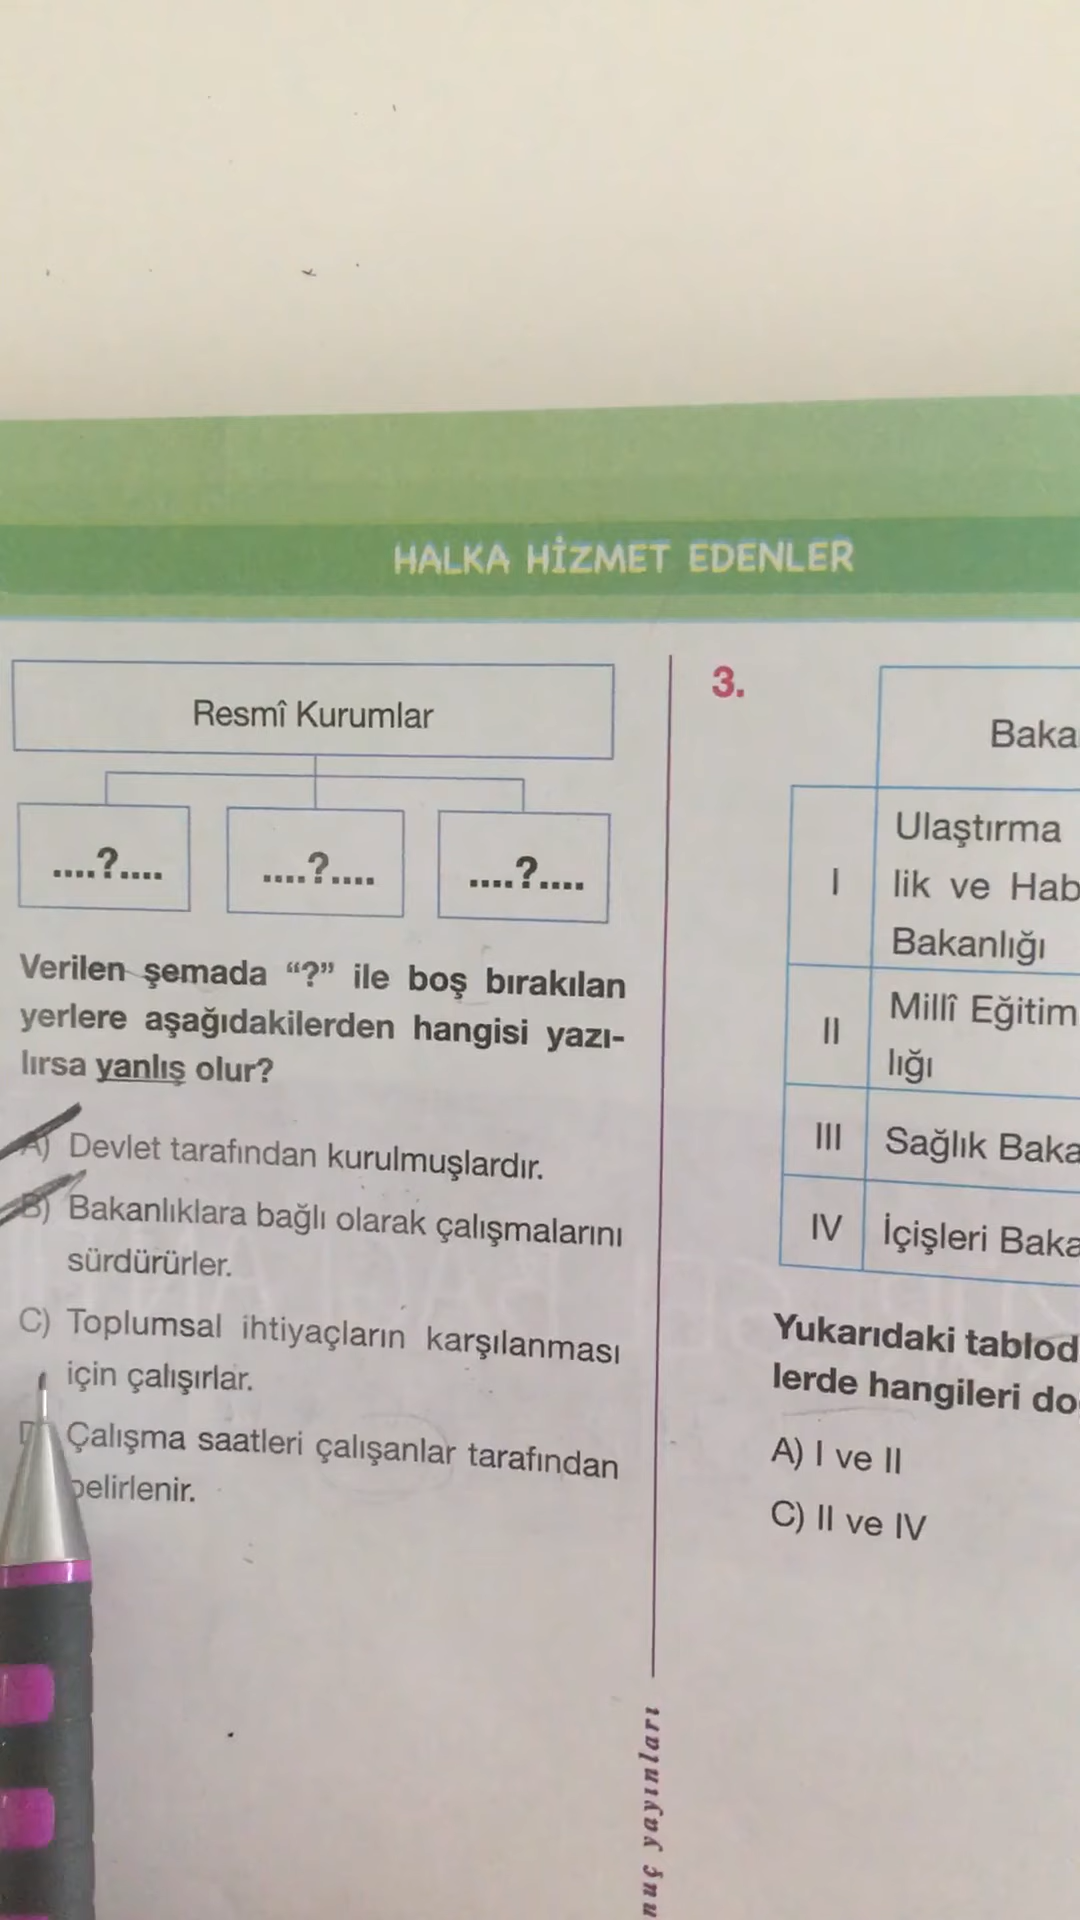 HALKA HİZMET EDENLER
Resmî Kurumlar
....?....
....?....
....?....
Verilen şemada “?” ile boş bırakılan
yerlere aşağıdakilerden hangisi yazı-
lırsa yanlış olur?
A) Devlet tarafından kurulmuşlardır.
B) Bakanlıklara bağlı olarak çalışmalarını
sürdürürler.
C) Toplumsal ihtiyaçların karşılanması
için çalışırlar.
Çalışma saatleri çalışanlar tarafından
belirlenir.
3.
Baka
I
Ulaştırma
lik ve Hab
Bakanlığı
II
Millî Eğitim
lığı
III Sağlık Baka
IV İçişleri Baka
Yukarıdaki tablod
lerde hangileri do
A) I ve II
C) II ve IV
yayınları